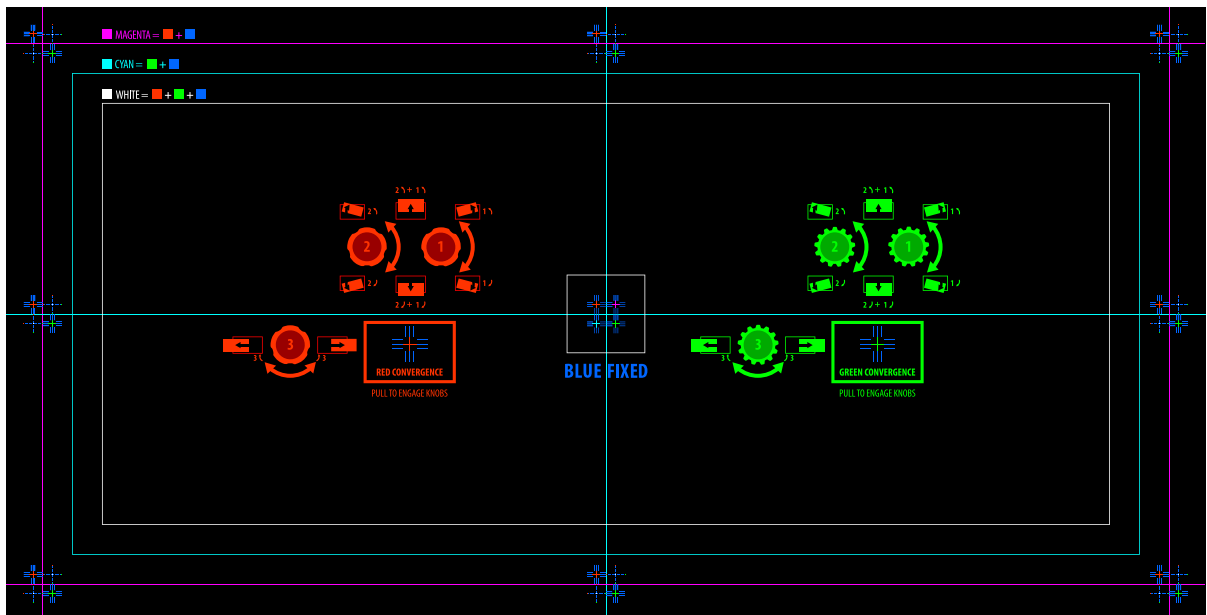 MAGENTA = +
CYAN = +
WHITE = + +
2 + 1
2 1
2 1
2 1
2 + 1
2 + 1
2 1
2 1
2 1
2 + 1
3
3 3
RED CONVERGENCE
PULL TO ENGAGE KNOBS
BLUE FIXED
3
3 3
GREEN CONVERGENCE
PULL TO ENGAGE KNOBS